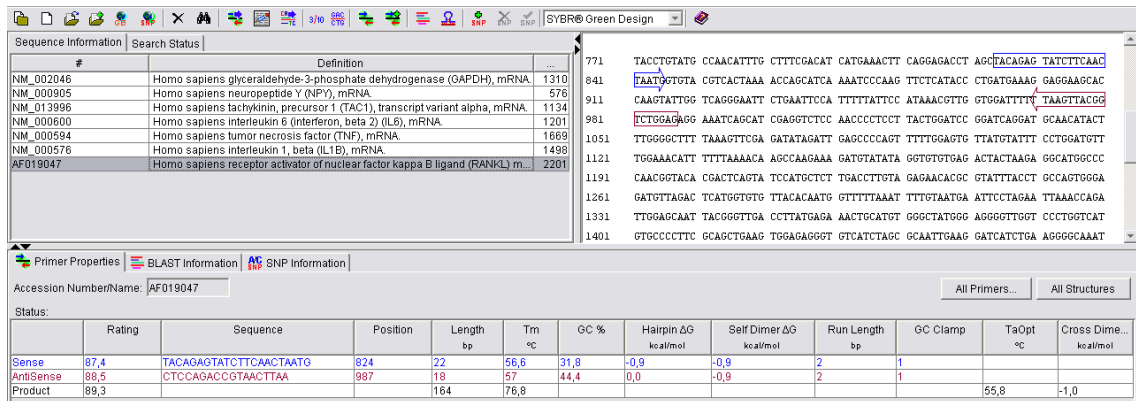 GB SNP 3/10 GAG CTG SNP SNP SNP SYBR® Green Design
Sequence Information Search Status
# Definition ...
NM_002046 Homo sapiens glyceraldehyde-3-phosphate dehydrogenase (GAPDH), mRNA. 1310
NM_000905 Homo sapiens neuropeptide Y (NPY), mRNA. 576
NM_013996 Homo sapiens tachykinin, precursor 1 (TAC1), transcript variant alpha, mRNA. 1134
NM_000600 Homo sapiens interleukin 6 (interferon, beta 2) (IL6), mRNA. 1201
NM_000594 Homo sapiens tumor necrosis factor (TNF), mRNA. 1669
NM_000576 Homo sapiens interleukin 1, beta (IL1B), mRNA. 1498
AF019047 Homo sapiens receptor activator of nuclear factor kappa B ligand (RANKL) m... 2201
771 TACCTGTATG CCAACATTTG CTTTCGACAT CATGAAACTT CAGGAGACCT AGCTACAGAG TATCTTCAAC
841 TAATGGTGTA CGTCACTAAA ACCAGCATCA AAATCCCAAG TTCTCATACC CTGATGAAAG GAGGAAGCAC
911 CAAGTATTGG TCAGGGAATT CTGAATTCCA TTTTTATTCC ATAAACGTTG GTGGATTTTT TAAGTTACGG
981 TCTGGAGAGG AAATCAGCAT CGAGGTCTCC AACCCCTCCT TACTGGATCC GGATCAGGAT GCAACATACT
1051 TTGGGGCTTT TAAAGTTCGA GATATAGATT GAGCCCCAGT TTTTGGAGTG TTATGTATTT CCTGGATGTT
1121 TGGAAACATT TTTTAAAACA AGCCAAGAAA GATGTATATA GGTGTGTGAG ACTACTAAGA GGCATGGCCC
1191 CAACGGTACA CGACTCAGTA TCCATGCTCT TGACCTTGTA GAGAACACGC GTATTTACCT GCCAGTGGGA
1261 GATGTTAGAC TCATGGTGTG TTACACAATG GTTTTTAAAT TTTGTAATGA ATTCCTAGAA TTAAACCAGA
1331 TTGGAGCAAT TACGGGTTGA CCTTATGAGA AACTGCATGT GGGCTATGGG AGGGGTTGGT CCCTGGTCAT
1401 GTGCCCCTTC GCAGCTGAAG TGGAGAGGGT GTCATCTAGC GCAATTGAAG GATCATCTGA AGGGGCAAAT
Primer Properties BLAST Information SNP Information
Accession Number/Name: AF019047 All Primers... All Structures
Status:
Rating Sequence Position Length Tm GC % Hairpin ΔG Self Dimer ΔG Run Length GC Clamp TaOpt Cross Dime...
bp °C kcal/mol kcal/mol bp °C kcal/mol
Sense 87,4 TACAGAGTATCTTCAACTAATG 824 22 56,6 31,8 -0,9 -0,9 2 1
AntiSense 88,5 CTCCAGACCGTAACTTAA 987 18 57 44,4 0,0 -0,9 2 1
Product 89,3 164 76,8 55,8 -1,0